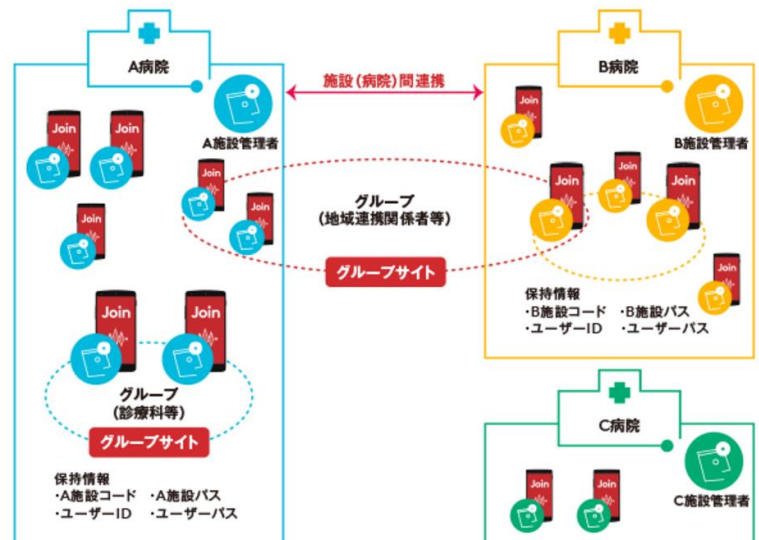 A病院
A施設管理者
Join
Join
Join
Join
Join
Join
Join
グループ
(診療科等)
グループサイト
保持情報
・A施設コード ・A施設パス
・ユーザーID ・ユーザーパス
施設(病院)間連携
グループ
(地域連携関係者等)
グループサイト
B病院
B施設管理者
Join
Join
Join
Join
Join
保持情報
・B施設コード ・B施設パス
・ユーザーID ・ユーザーパス
C病院
C施設管理者
Join
Join